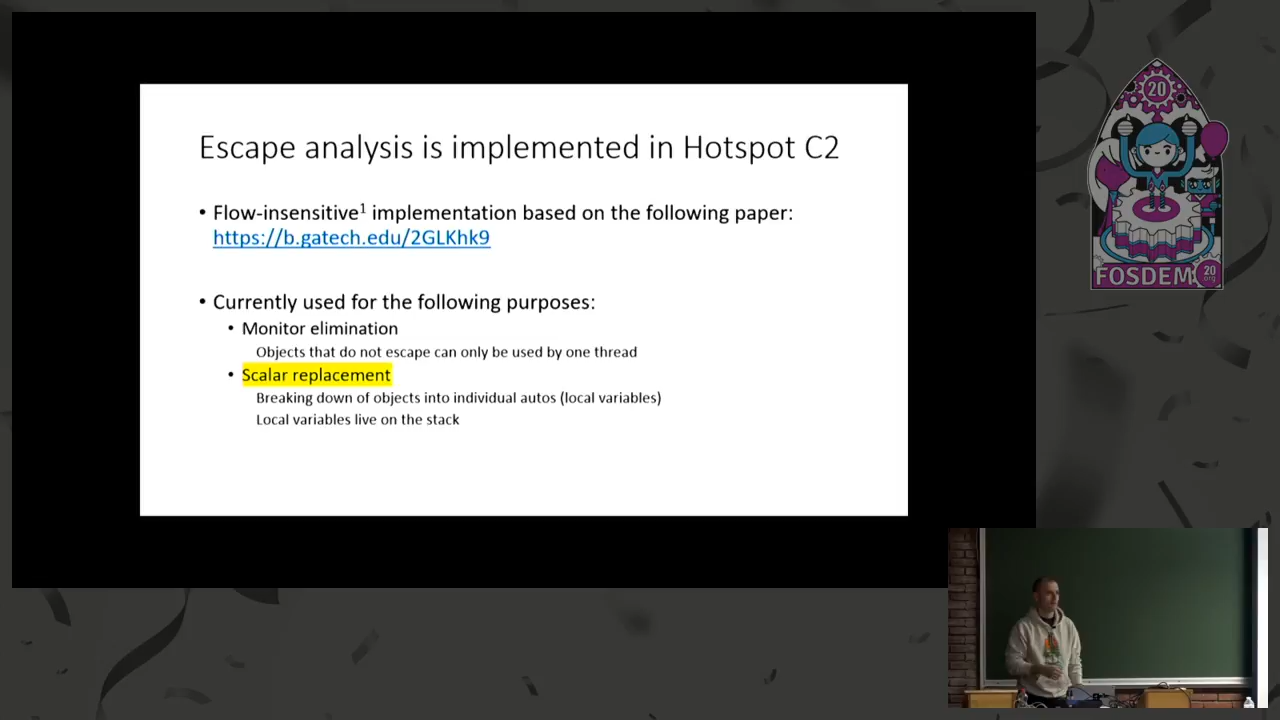 Escape analysis is implemented in Hotspot C2
• Flow-insensitive¹ implementation based on the following paper:
https://b.gatech.edu/2GLKhk9
• Currently used for the following purposes:
• Monitor elimination
Objects that do not escape can only be used by one thread
• Scalar replacement
Breaking down of objects into individual autos (local variables)
Local variables live on the stack
20
FOSDEM
20
.org